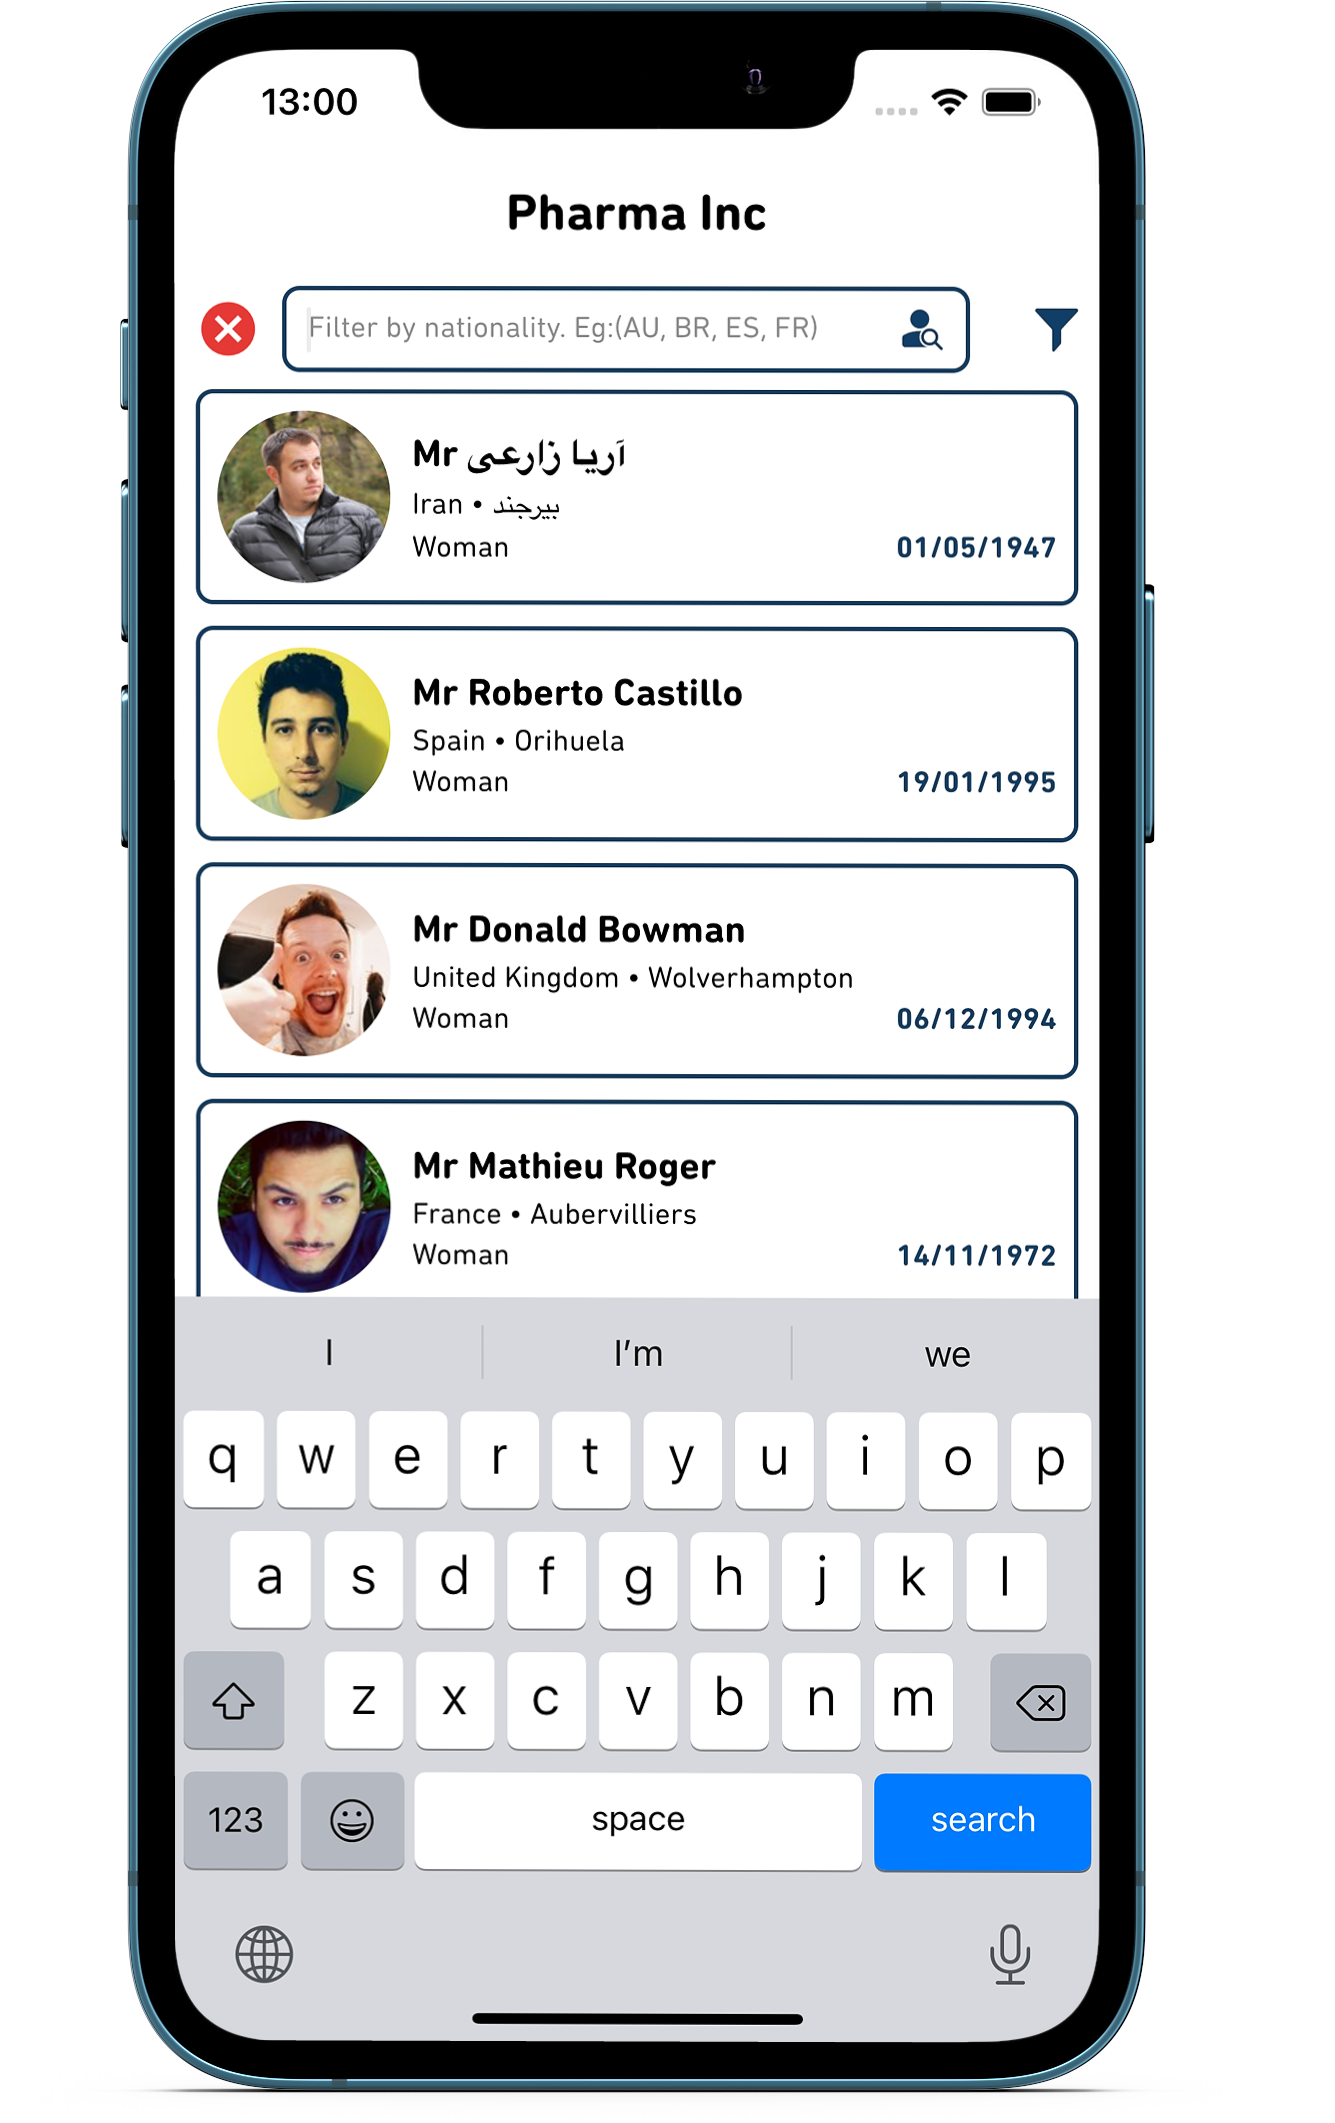 13:00
Pharma Inc
Filter by nationality. Eg:(AU, BR, ES, FR)
Mr آریا زارعی
Iran • بیرجند
Woman
01/05/1947
Mr Roberto Castillo
Spain • Orihuela
Woman
19/01/1995
Mr Donald Bowman
United Kingdom • Wolverhampton
Woman
06/12/1994
Mr Mathieu Roger
France • Aubervilliers
Woman
14/11/1972
I I'm we
q w e r t y u i o p
a s d f g h j k l
z x c v b n m
123 space search